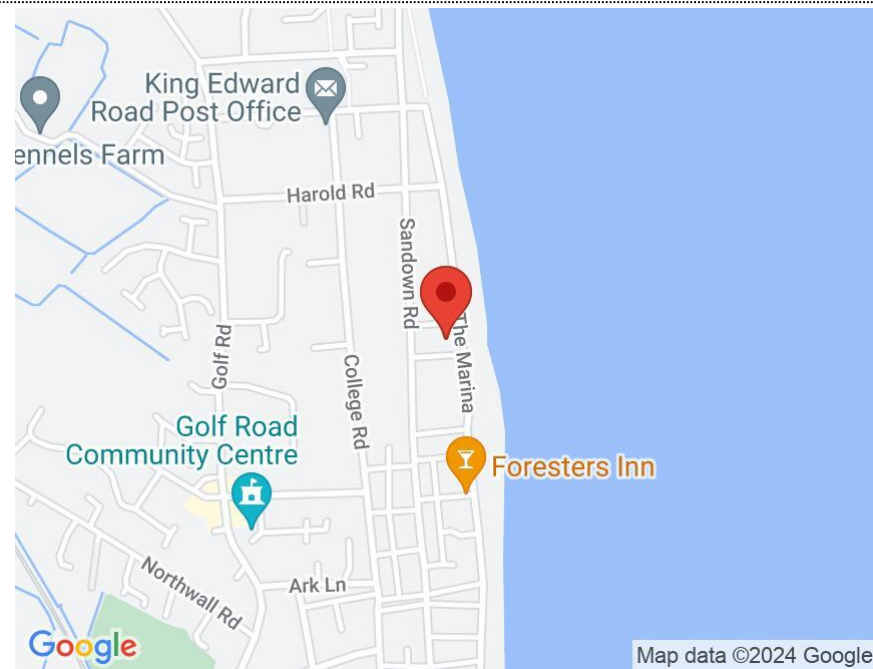 King Edward
Road Post Office
ennels Farm
Harold Rd
Sandown Rd
The Marina
Golf Rd
College Rd
Golf Road
Community Centre
Foresters Inn
Northwall Rd
Ark Ln
Google
Map data ©2024 Google